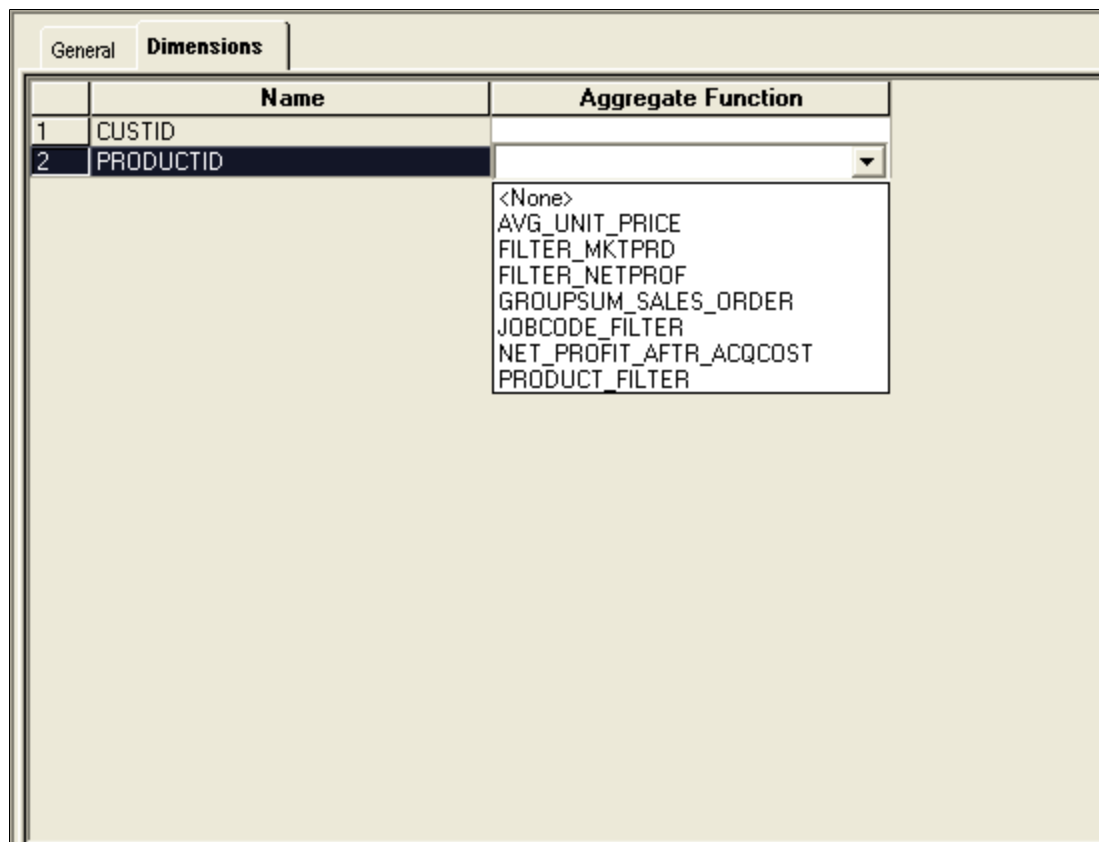 General Dimensions
Name Aggregate Function
1 CUSTID
2 PRODUCTID
<None>
AVG_UNIT_PRICE
FILTER_MKTPRD
FILTER_NETPROF
GROUPSUM_SALES_ORDER
JOBCODE_FILTER
NET_PROFIT_AFTR_ACQCOST
PRODUCT_FILTER